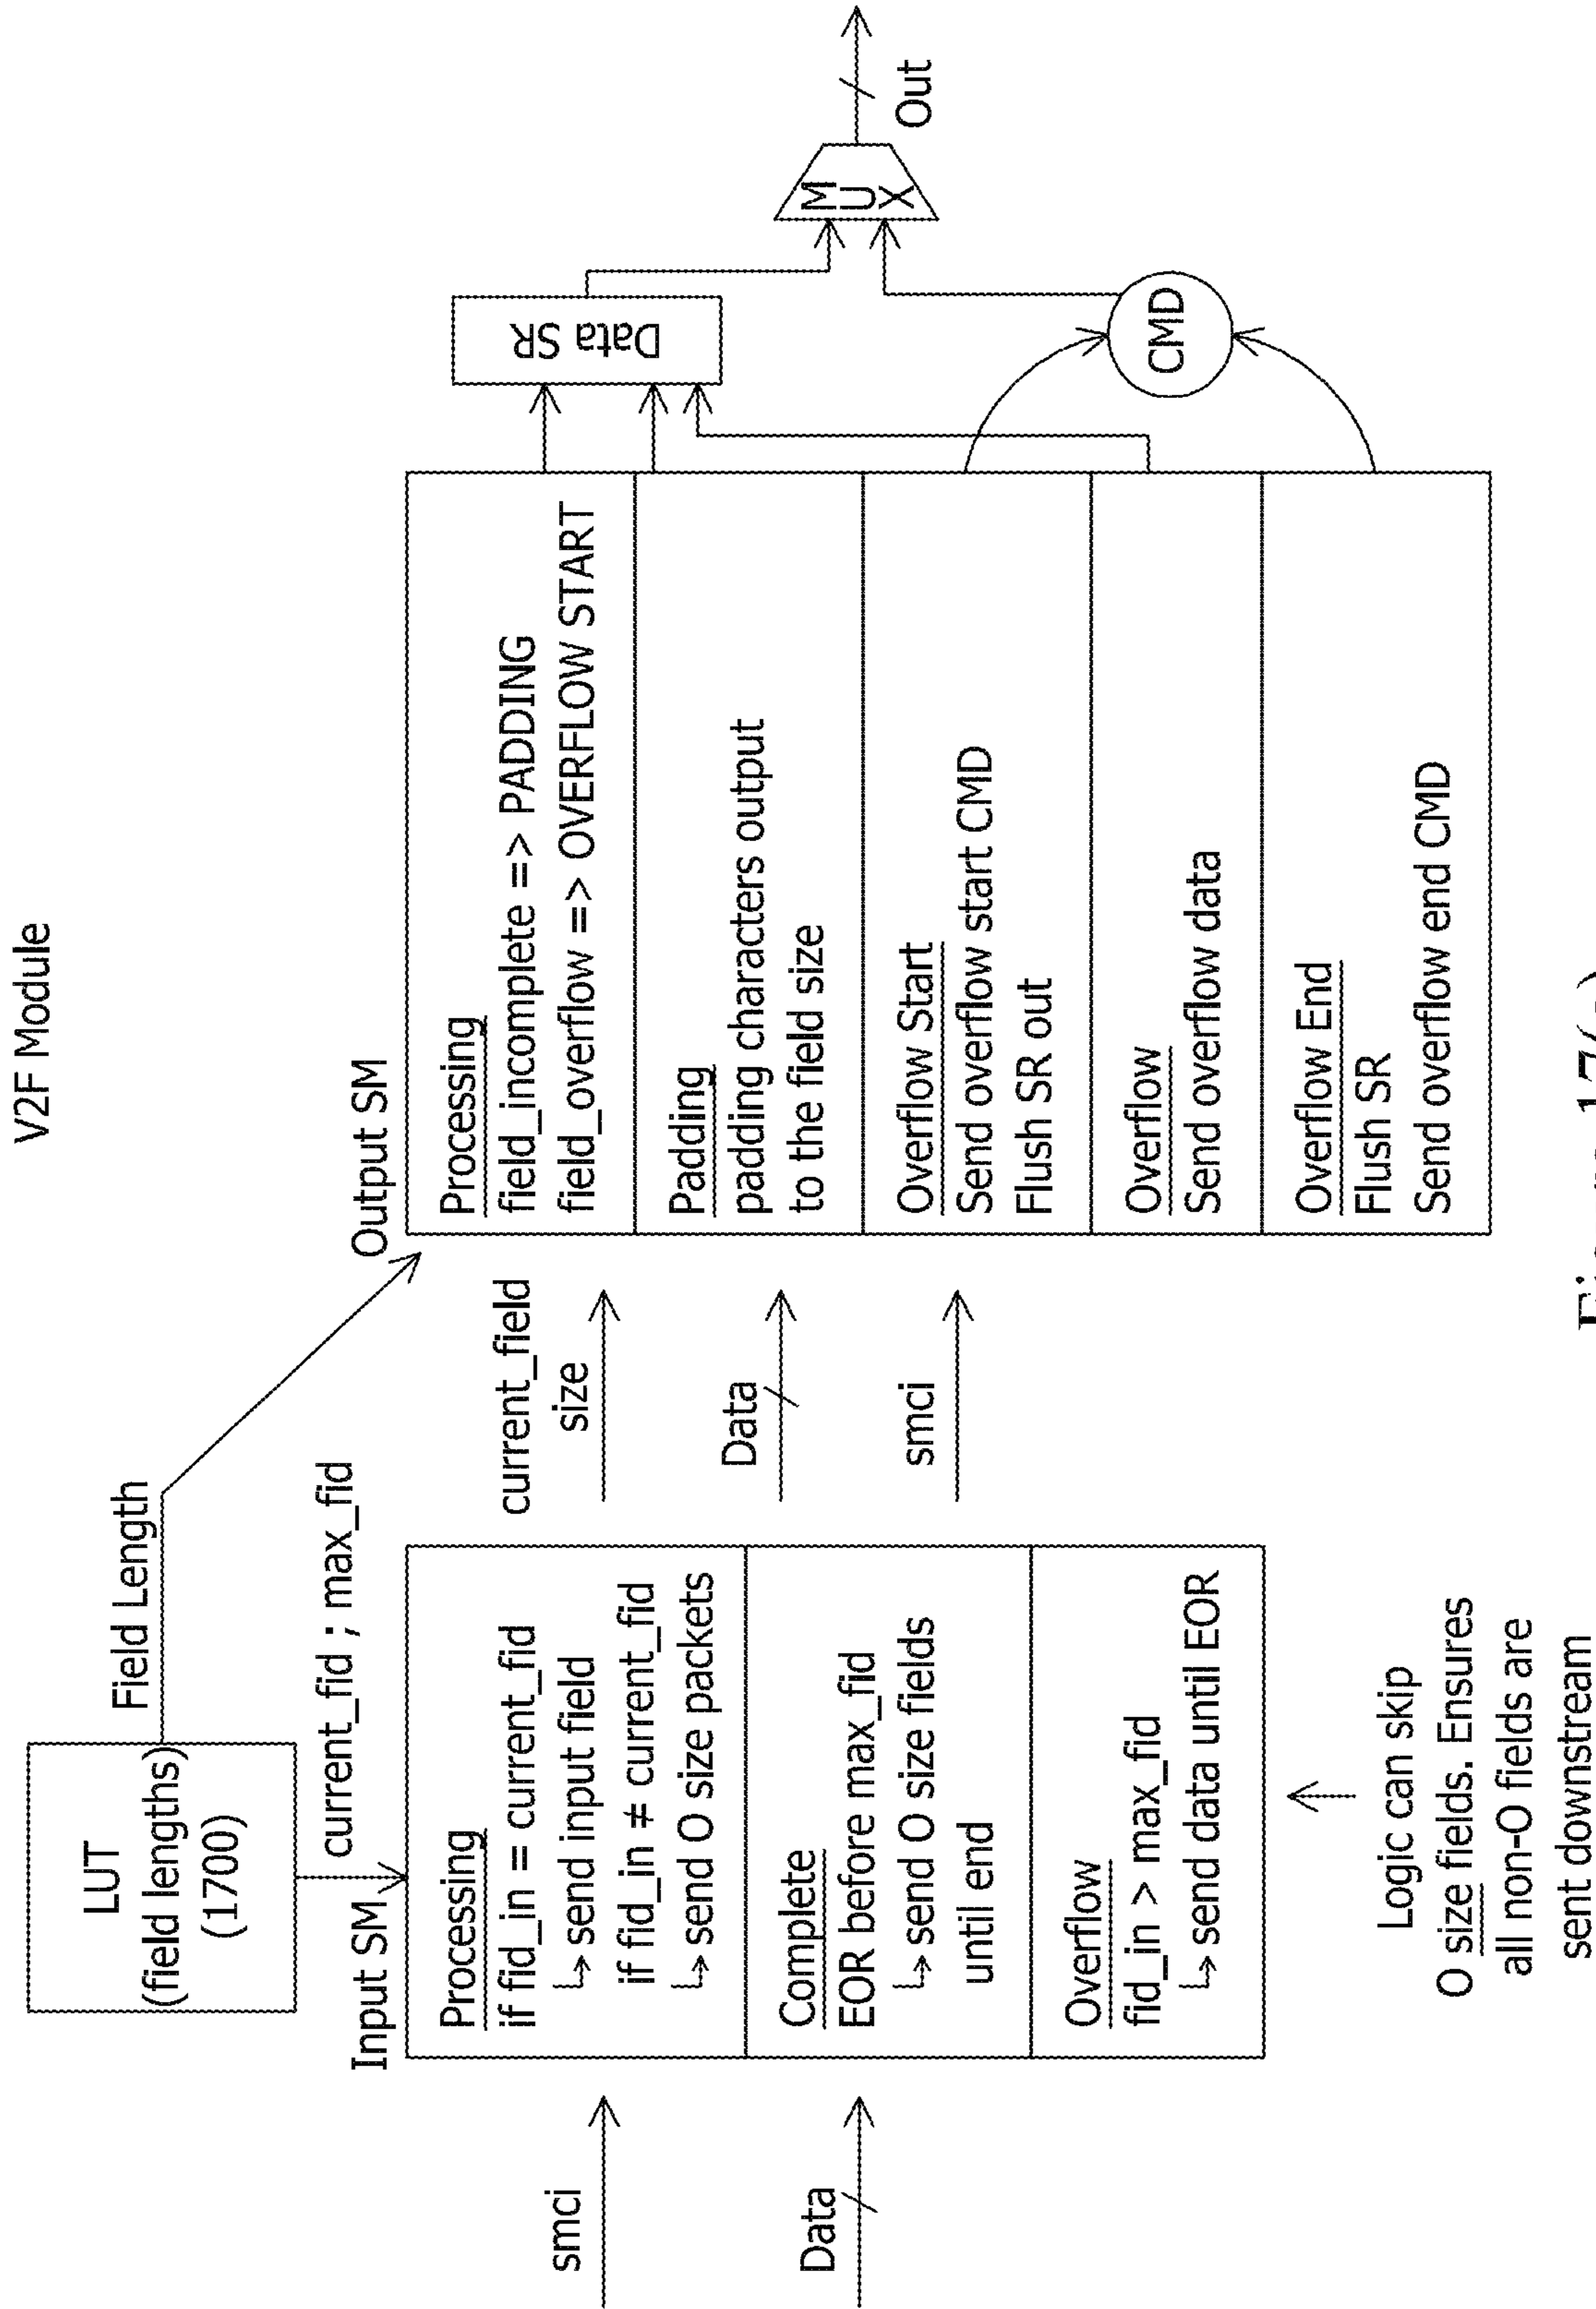 V2F Module
LUT
(field lengths)
(1700)
Field Length
current_fid ; max_fid
Input SM
smci
Data
Processing
if fid_in = current_fid
↳ send input field
if fid_in ≠ current_fid
↳ send O size packets
Complete
EOR before max_fid
↳ send O size fields
until end
Overflow
fid_in > max_fid
↳ send data until EOR
Logic can skip
O size fields. Ensures
all non-O fields are
sent downstream
current_field
size
Data
smci
Output SM
Processing
field_incomplete => PADDING
field_overflow => OVERFLOW START
Padding
padding characters output
to the field size
Overflow Start
Send overflow start CMD
Flush SR out
Overflow
Send overflow data
Overflow End
Flush SR
Send overflow end CMD
Data SR
CMD
MUX
Out